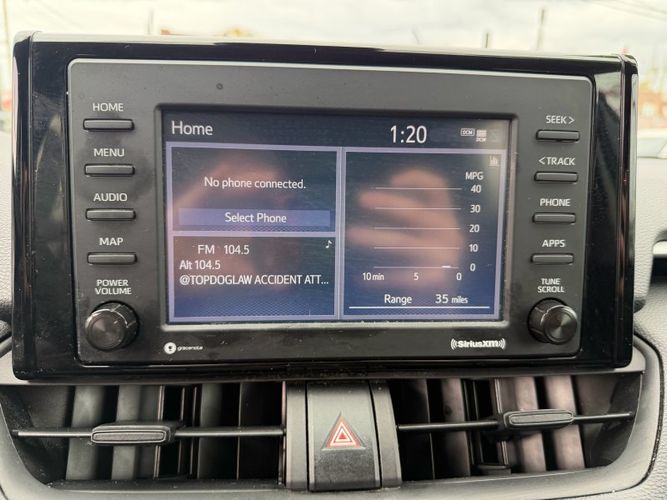 HOME
MENU
AUDIO
MAP
POWER
VOLUME
Home
1:20
DCM
DCM
No phone connected.
Select Phone
FM 104.5
Alt 104.5
@TOPDOGLAW ACCIDENT ATT...
MPG
40
30
20
10
0
10 min 5 0
Range 35 miles
SEEK >
< TRACK
PHONE
APPS
TUNE
SCROLL
gracenote
((SiriusXM))